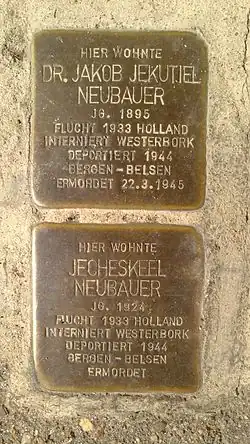 HIER WOHNTE
DR. JAKOB JEKUTIEL
NEUBAUER
JG. 1895
FLUCHT 1933 HOLLAND
INTERNIERT WESTERBORK
DEPORTIERT 1944
BERGEN-BELSEN
ERMORDET 22.3.1945
HIER WOHNTE
JECHESKEEL
NEUBAUER
JG. 1924
FLUCHT 1933 HOLLAND
INTERNIERT WESTERBORK
DEPORTIERT 1944
BERGEN-BELSEN
ERMORDET